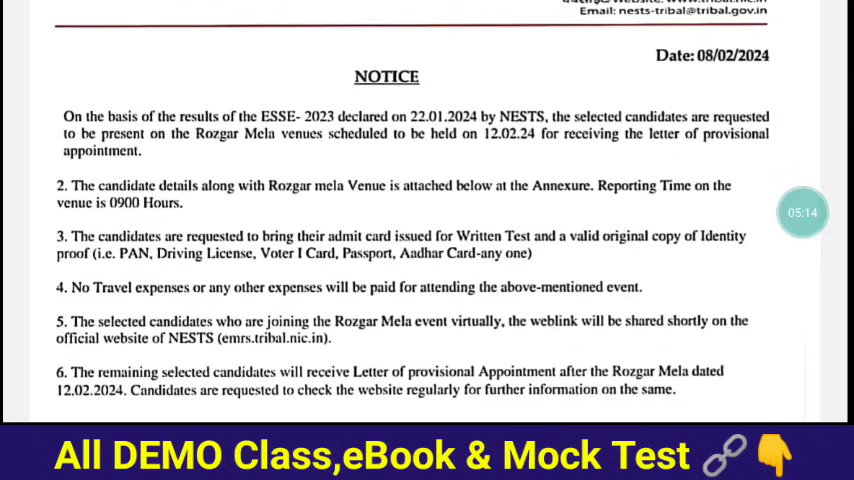 Email: nests-tribal@tribal.gov.in
Date: 08/02/2024
NOTICE
On the basis of the results of the ESSE- 2023 declared on 22.01.2024 by NESTS, the selected candidates are requested
to be present on the Rozgar Mela venues scheduled to be held on 12.02.24 for receiving the letter of provisional
appointment.
2. The candidate details along with Rozgar mela Venue is attached below at the Annexure. Reporting Time on the
venue is 0900 Hours.
05:14
3. The candidates are requested to bring their admit card issued for Written Test and a valid original copy of Identity
proof (i.e. PAN, Driving License, Voter I Card, Passport, Aadhar Card-any one)
4. No Travel expenses or any other expenses will be paid for attending the above-mentioned event.
5. The selected candidates who are joining the Rozgar Mela event virtually, the weblink will be shared shortly on the
official website of NESTS (emrs.tribal.nic.in).
6. The remaining selected candidates will receive Letter of provisional Appointment after the Rozgar Mela dated
12.02.2024. Candidates are requested to check the website regularly for further information on the same.
All DEMO Class,eBook & Mock Test 🔗👇